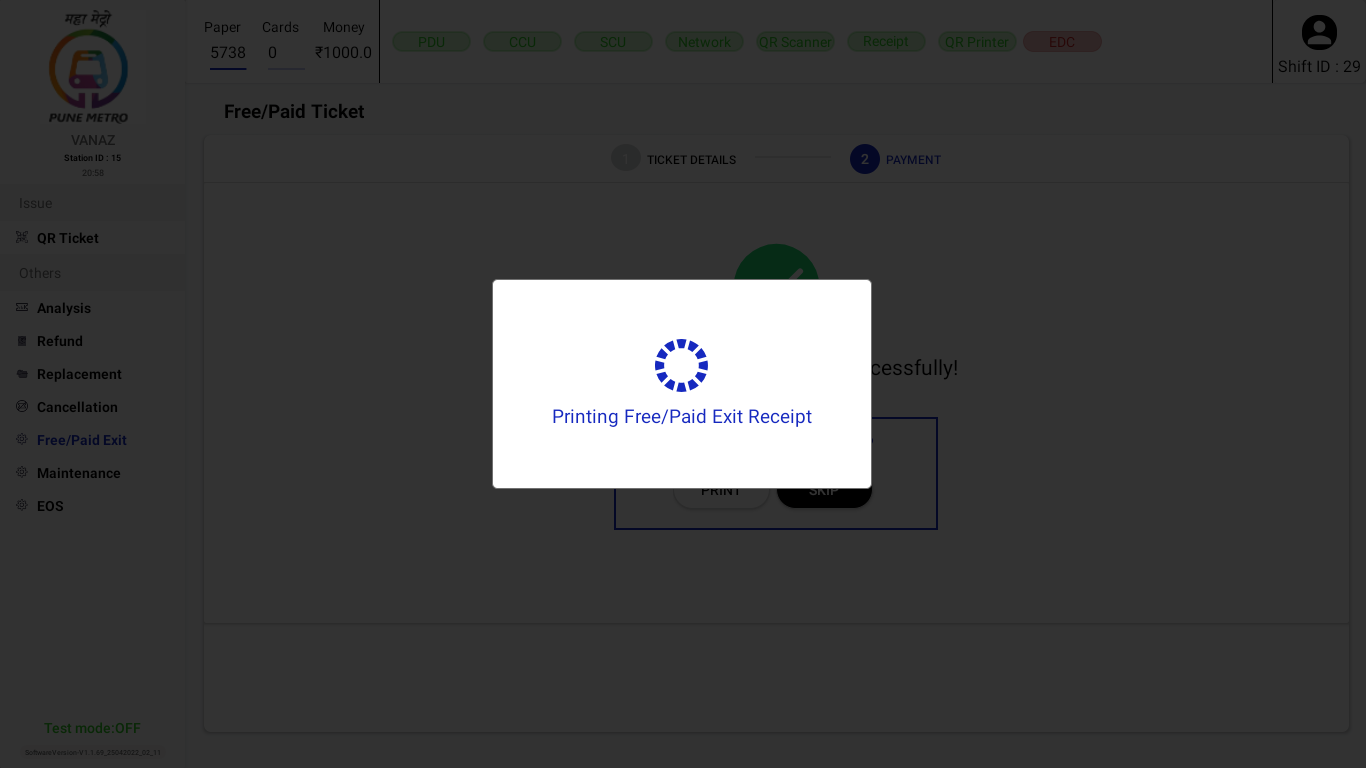 महा मेट्रो
PUNE METRO
VANAZ
Station ID : 15
20:58
Issue
QR Ticket
Others
Analysis
Refund
Replacement
Cancellation
Free/Paid Exit
Maintenance
EOS
Test mode:OFF
Paper Cards Money
5738 0 ₹1000.0
PDU CCU SCU Network QR Scanner Receipt QR Printer EDC
Shift ID : 29
Free/Paid Ticket
1 TICKET DETAILS 2 PAYMENT
cessfully!
Printing Free/Paid Exit Receipt
PRINT SKIP